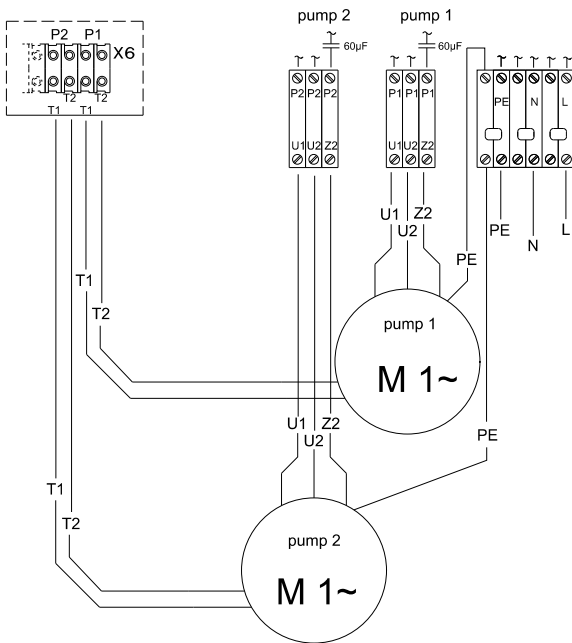 pump 2
pump 1
60µF
60µF
P2 P1
X6
T2 T2
T1 T1
P2 P2 P2
U1 U2 Z2
P1 P1 P1
U1 U2 Z2
PE N L
U1 Z2
U2
PE N L
PE
T1
T2
pump 1
M 1~
U1 Z2
U2
PE
T1
T2
pump 2
M 1~